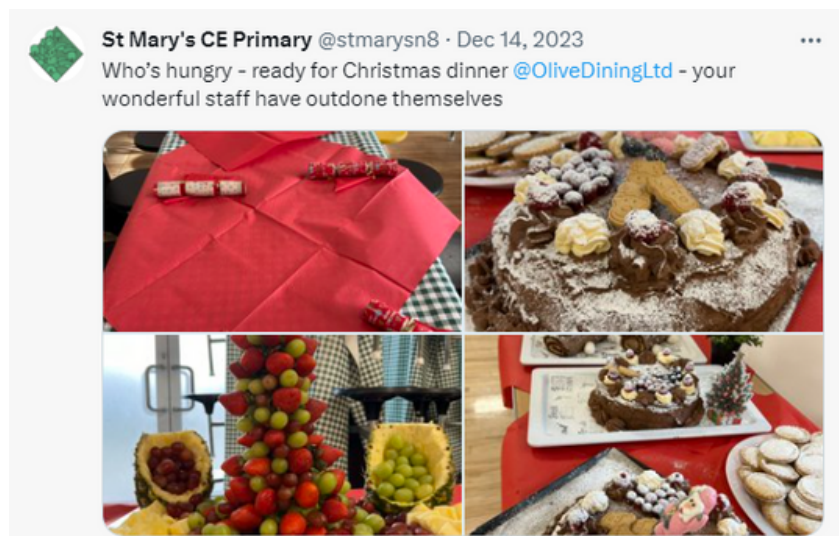 St Mary's CE Primary @stmarysn8 · Dec 14, 2023
Who's hungry - ready for Christmas dinner @OliveDiningLtd - your
wonderful staff have outdone themselves